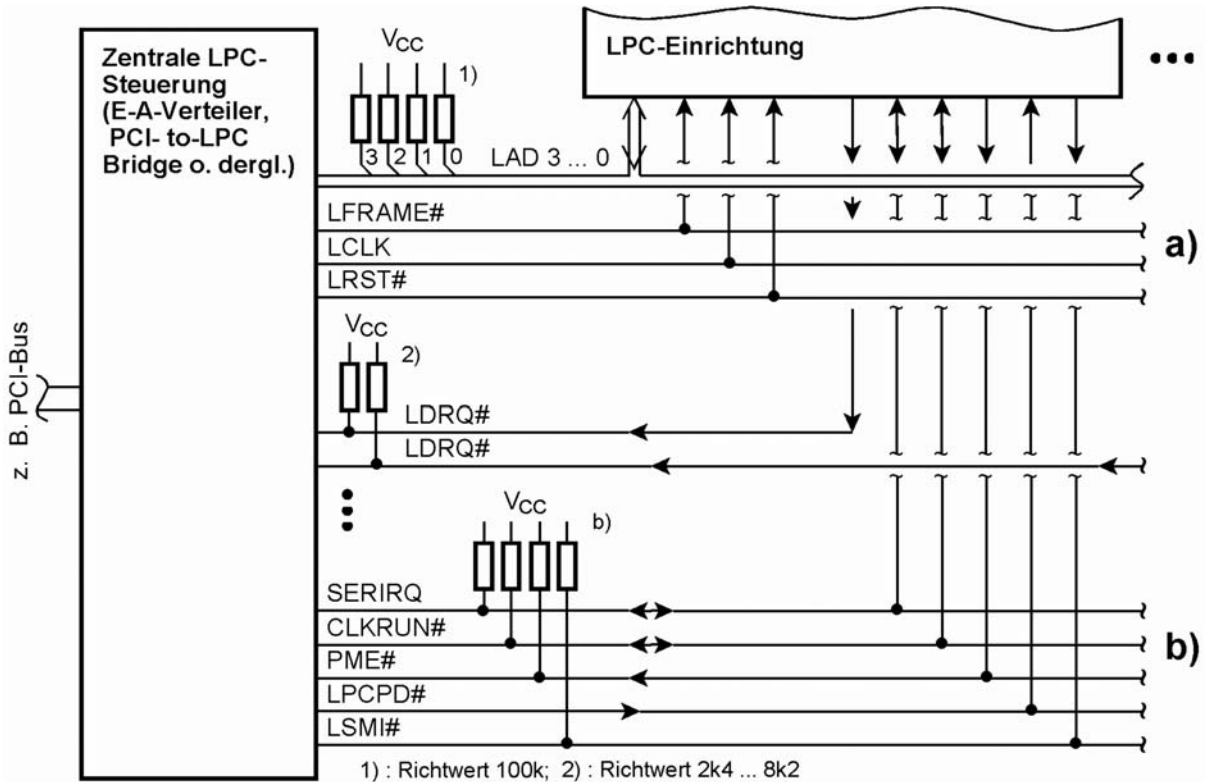 Zentrale LPC-
Steuerung
(E-A-Verteiler,
PCI- to-LPC
Bridge o. dergl.)
VCC
1)
3 2 1 0
LAD 3 ... 0
LPC-Einrichtung
LFRAME#
LCLK
LRST#
a)
z. B. PCI-Bus
VCC
2)
LDRQ#
LDRQ#
VCC
b)
SERIRQ
CLKRUN#
PME#
LPCPD#
LSMI#
b)
1) : Richtwert 100k; 2) : Richtwert 2k4 ... 8k2